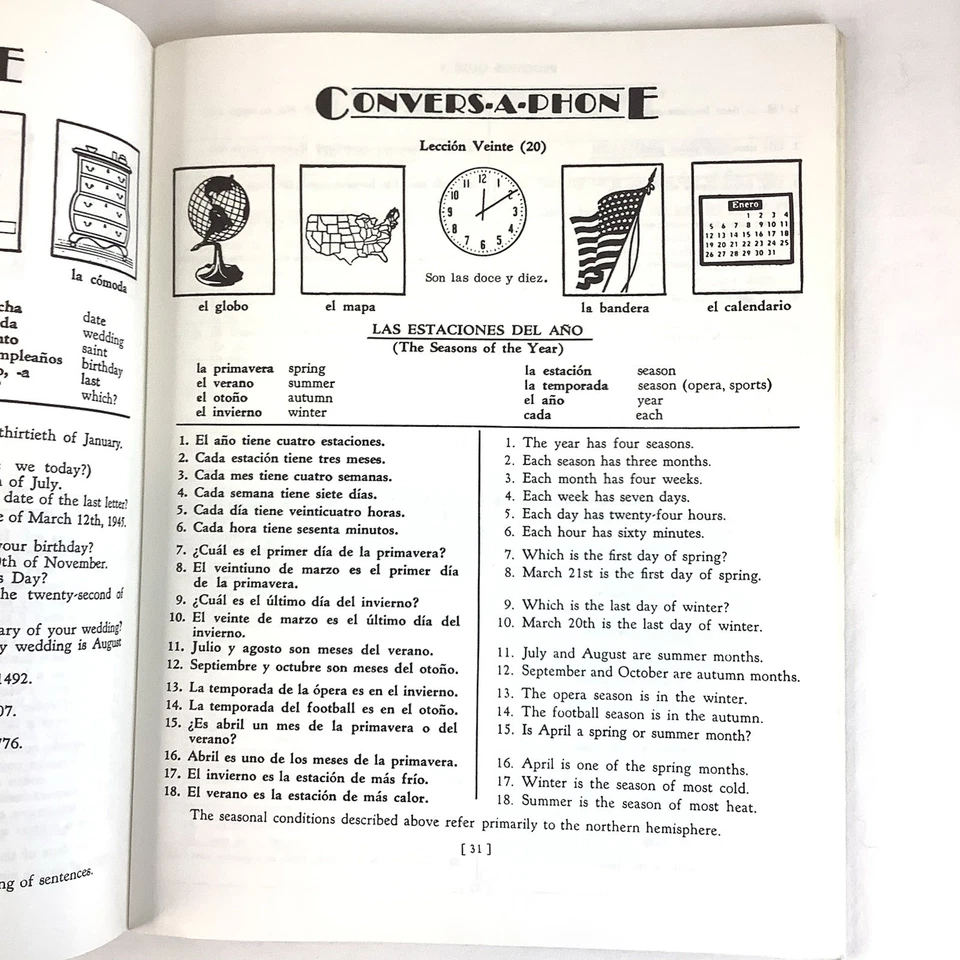 E
la cómoda
cha
da
nto
mpleaños
o, -a
date
wedding
saint
birthday
last
which?
thirtieth of January.
we today?)
of July.
date of the last letter?
e of March 12th, 1945.
your birthday?
0th of November.
s Day?
he twenty-second of
ary of your wedding?
y wedding is August
1492.
07.
776.
ng of sentences.
CONVERS-A-PHONE
Lección Veinte (20)
11 12 1
10 2
9 3
8 4
7 6 5
Enero
1 2 3 4
5 6 7 8 9 10 11
12 13 14 15 16 17 18
19 20 21 22 23 24 25
26 27 28 29 30 31
Son las doce y diez.
el globo
el mapa
la bandera
el calendario
LAS ESTACIONES DEL AÑO
(The Seasons of the Year)
la primavera spring
el verano summer
el otoño autumn
el invierno winter
la estación season
la temporada season (opera, sports)
el año year
cada each
1. El año tiene cuatro estaciones.
2. Cada estación tiene tres meses.
3. Cada mes tiene cuatro semanas.
4. Cada semana tiene siete días.
5. Cada día tiene veinticuatro horas.
6. Cada hora tiene sesenta minutos.
7. ¿Cuál es el primer día de la primavera?
8. El veintiuno de marzo es el primer día
de la primavera.
9. ¿Cuál es el último día del invierno?
10. El veinte de marzo es el último día del
invierno.
11. Julio y agosto son meses del verano.
12. Septiembre y octubre son meses del otoño.
13. La temporada de la ópera es en el invierno.
14. La temporada del football es en el otoño.
15. ¿Es abril un mes de la primavera o del
verano?
16. Abril es uno de los meses de la primavera.
17. El invierno es la estación de más frío.
18. El verano es la estación de más calor.
1. The year has four seasons.
2. Each season has three months.
3. Each month has four weeks.
4. Each week has seven days.
5. Each day has twenty-four hours.
6. Each hour has sixty minutes.
7. Which is the first day of spring?
8. March 21st is the first day of spring.
9. Which is the last day of winter?
10. March 20th is the last day of winter.
11. July and August are summer months.
12. September and October are autumn months.
13. The opera season is in the winter.
14. The football season is in the autumn.
15. Is April a spring or summer month?
16. April is one of the spring months.
17. Winter is the season of most cold.
18. Summer is the season of most heat.
The seasonal conditions described above refer primarily to the northern hemisphere.
[ 31 ]